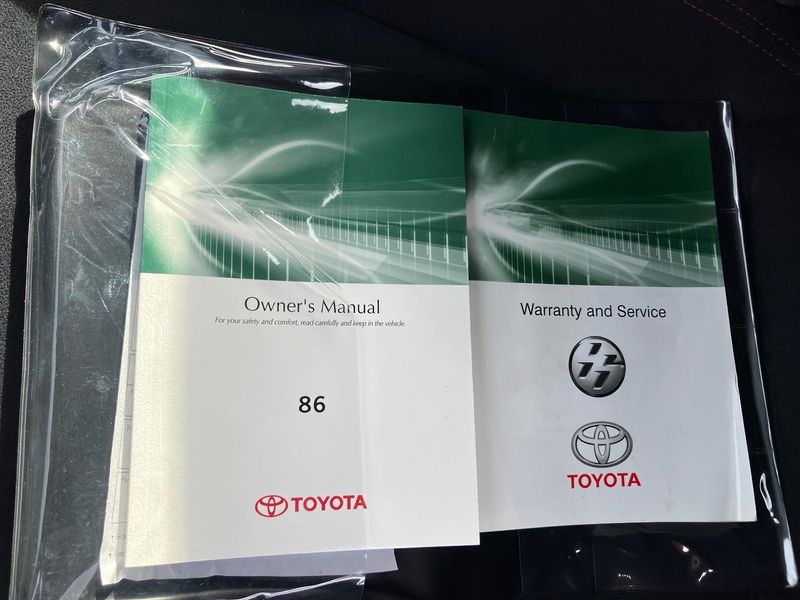 Owner's Manual
For your safety and comfort, read carefully and keep in the vehicle.
86
TOYOTA
Warranty and Service
86
TOYOTA